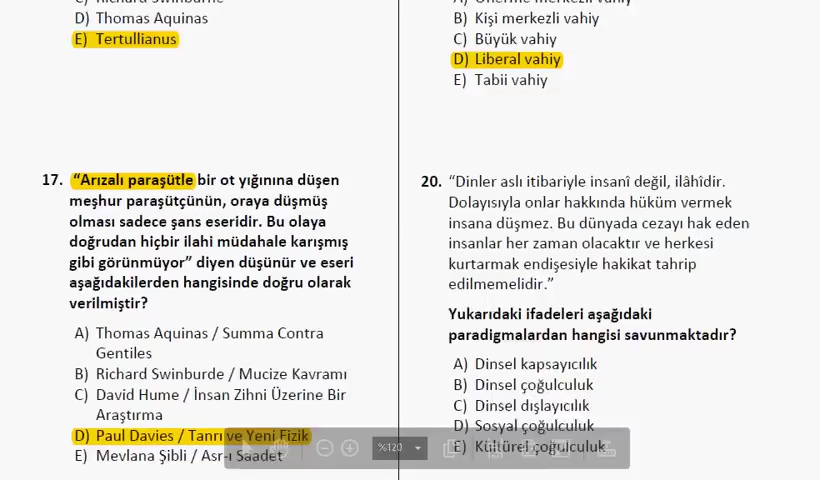 C) Richard Swinburne
D) Thomas Aquinas
E) Tertullianus
17. “Arızalı paraşütle bir ot yığınına düşen
meşhur paraşütçünün, oraya düşmüş
olması sadece şans eseridir. Bu olaya
doğrudan hiçbir ilahi müdahale karışmış
gibi görünmüyor” diyen düşünür ve eseri
aşağıdakilerden hangisinde doğru olarak
verilmiştir?
A) Thomas Aquinas / Summa Contra
Gentiles
B) Richard Swinburde / Mucize Kavramı
C) David Hume / İnsan Zihni Üzerine Bir
Araştırma
D) Paul Davies / Tanrı ve Yeni Fizik
E) Mevlana Şibli / Asr-ı Saadet
A) Önerme merkezli vahiy
B) Kişi merkezli vahiy
C) Büyük vahiy
D) Liberal vahiy
E) Tabii vahiy
20. “Dinler aslı itibariyle insanî değil, ilâhîdir.
Dolayısıyla onlar hakkında hüküm vermek
insana düşmez. Bu dünyada cezayı hak eden
insanlar her zaman olacaktır ve herkesi
kurtarmak endişesiyle hakikat tahrip
edilmemelidir.”
Yukarıdaki ifadeleri aşağıdaki
paradigmalardan hangisi savunmaktadır?
A) Dinsel kapsayıcılık
B) Dinsel çoğulculuk
C) Dinsel dışlayıcılık
D) Sosyal çoğulculuk
E) Kültürel çoğulculuk
%120